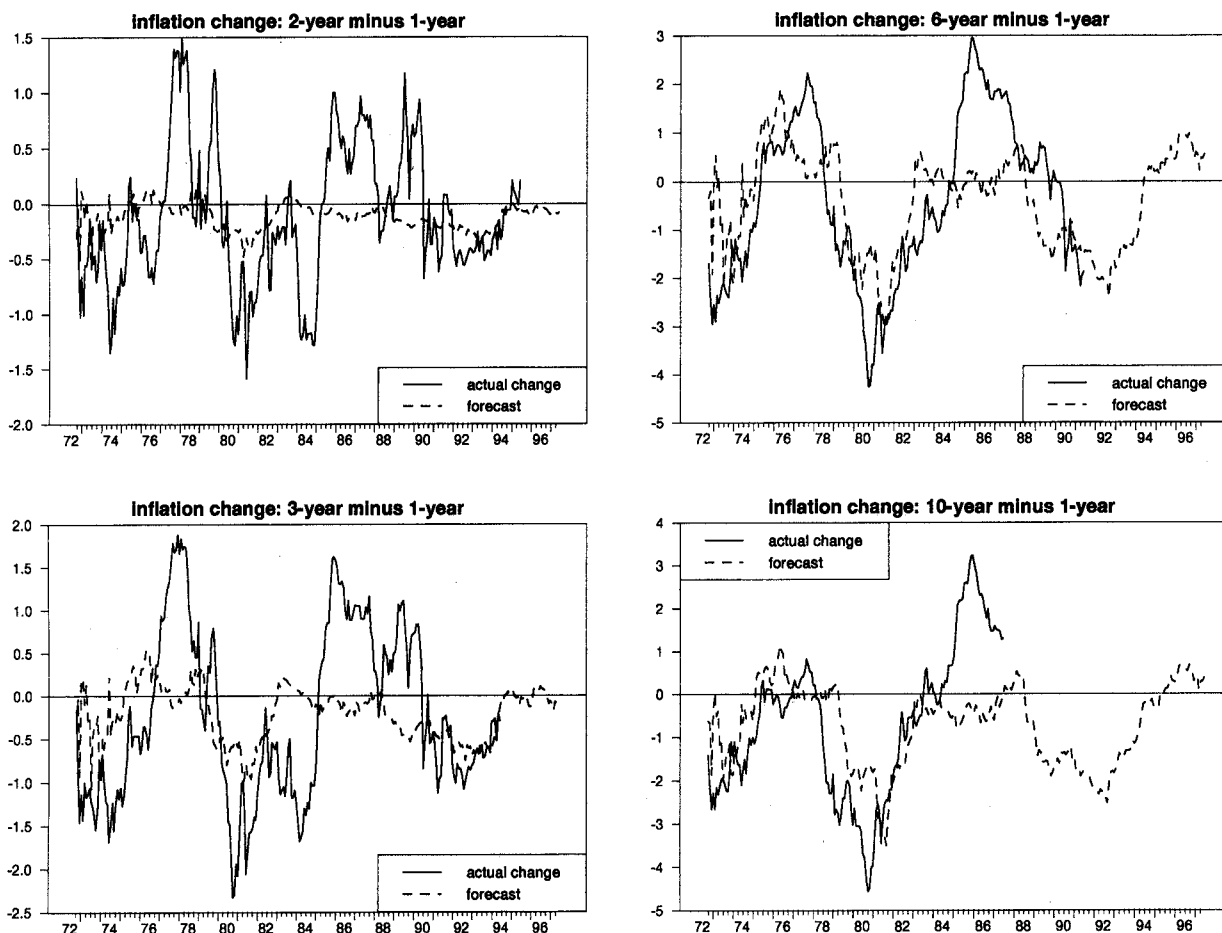 inflation change: 2-year minus 1-year
1.5
1.0
0.5
0.0
-0.5
-1.0
-1.5
-2.0
actual change
forecast
72 74 76 78 80 82 84 86 88 90 92 94 96
inflation change: 6-year minus 1-year
3
2
1
0
-1
-2
-3
-4
-5
actual change
forecast
72 74 76 78 80 82 84 86 88 90 92 94 96
inflation change: 3-year minus 1-year
2.0
1.5
1.0
0.5
0.0
-0.5
-1.0
-1.5
-2.0
-2.5
actual change
forecast
72 74 76 78 80 82 84 86 88 90 92 94 96
inflation change: 10-year minus 1-year
4
3
2
1
0
-1
-2
-3
-4
-5
actual change
forecast
72 74 76 78 80 82 84 86 88 90 92 94 96